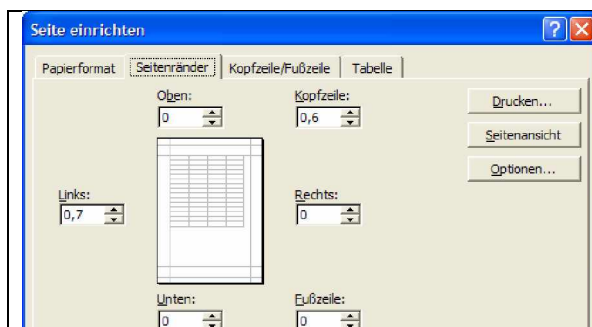 Seite einrichten
Papierformat Seitenränder Kopfzeile/Fußzeile Tabelle
Oben: Kopfzeile:
0 0,6
Drucken...
Seitenansicht
Optionen...
Links: Rechts:
0,7 0
Unten: Fußzeile:
0 0